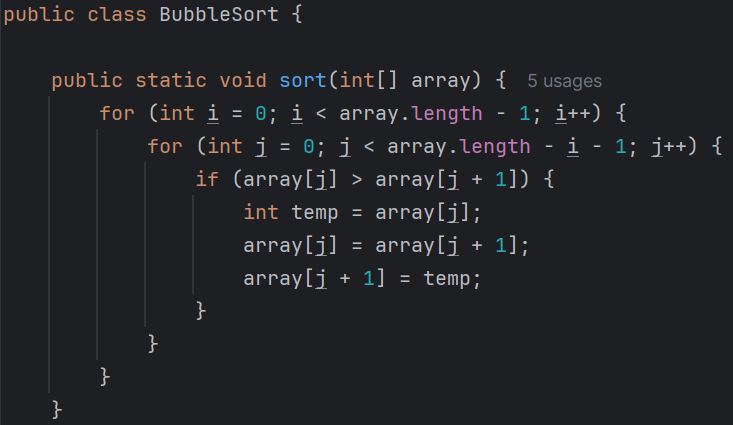 public class BubbleSort {
    public static void sort(int[] array) { 5 usages
        for (int i = 0; i < array.length - 1; i++) {
            for (int j = 0; j < array.length - i - 1; j++) {
                if (array[j] > array[j + 1]) {
                    int temp = array[j];
                    array[j] = array[j + 1];
                    array[j + 1] = temp;
                }
            }
        }
    }